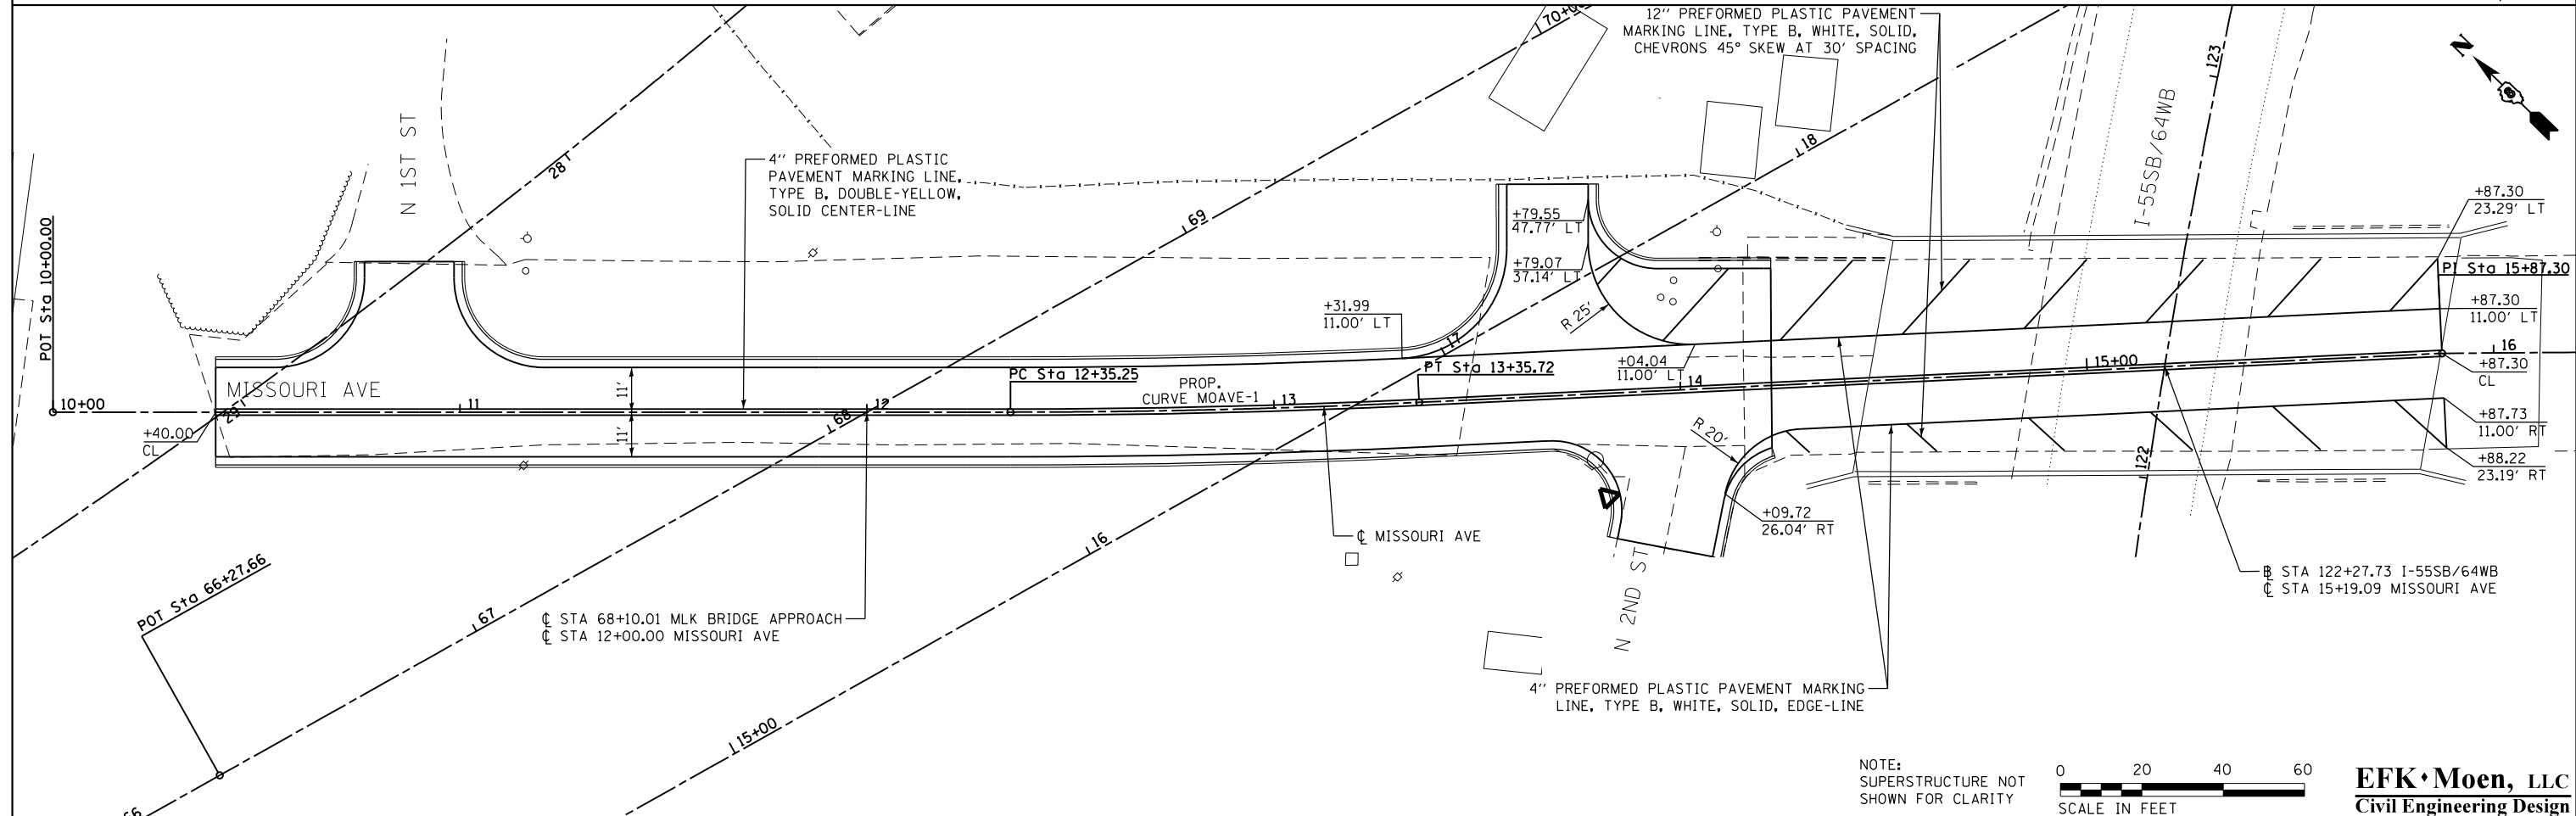 12'' PREFORMED PLASTIC PAVEMENT
MARKING LINE, TYPE B, WHITE, SOLID,
CHEVRONS 45° SKEW AT 30' SPACING
70+00
123
N
I-55SB/64WB
N 1ST ST
28
4'' PREFORMED PLASTIC
PAVEMENT MARKING LINE,
TYPE B, DOUBLE-YELLOW,
SOLID CENTER-LINE
69
18
+79.55
47.77' LT
+79.07
37.14' LT
+87.30
23.29' LT
PI Sta 15+87.30
+87.30
11.00' LT
POT Sta 10+00.00
+31.99
11.00' LT
R 25'
17
16
+87.30
CL
MISSOURI AVE
11'
PC Sta 12+35.25
PROP.
CURVE MOAVE-1
PT Sta 13+35.72
+04.04
11.00' LT
14
15+00
10+00
29
11
12
13
68
+40.00
CL
11'
R 20'
+87.73
11.00' RT
122
+88.22
23.19' RT
+09.72
26.04' RT
℄ MISSOURI AVE
16
POT Sta 66+27.66
67
℄ STA 68+10.01 MLK BRIDGE APPROACH
℄ STA 12+00.00 MISSOURI AVE
N 2ND ST
B STA 122+27.73 I-55SB/64WB
℄ STA 15+19.09 MISSOURI AVE
4'' PREFORMED PLASTIC PAVEMENT MARKING
LINE, TYPE B, WHITE, SOLID, EDGE-LINE
15+00
66
NOTE:
SUPERSTRUCTURE NOT
SHOWN FOR CLARITY
0 20 40 60
SCALE IN FEET
EFK♦Moen, LLC
Civil Engineering Design